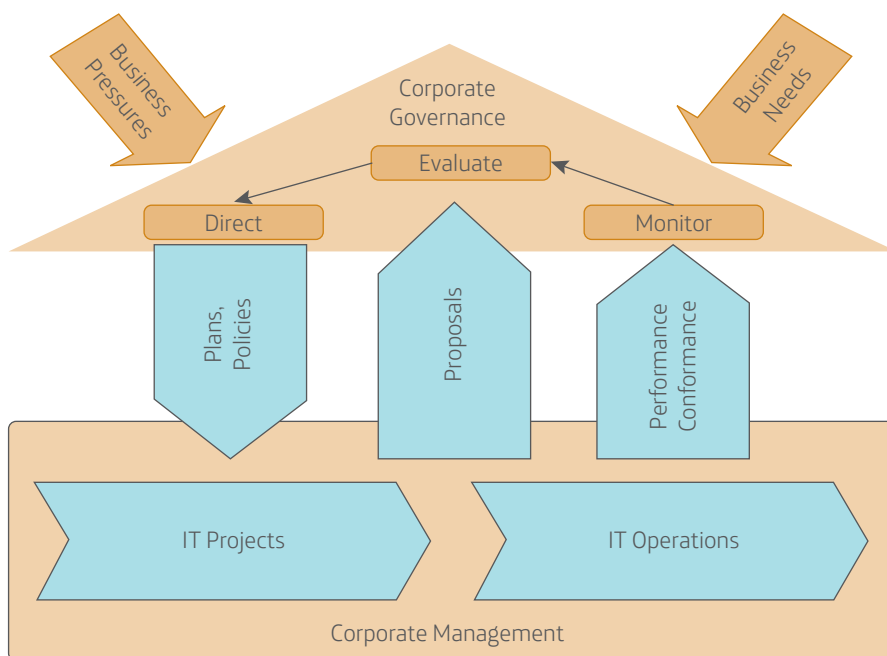 Business
Pressures
Business
Needs
Corporate
Governance
Evaluate
Direct
Monitor
Plans,
Policies
Proposals
Performance
Conformance
IT Projects
IT Operations
Corporate Management